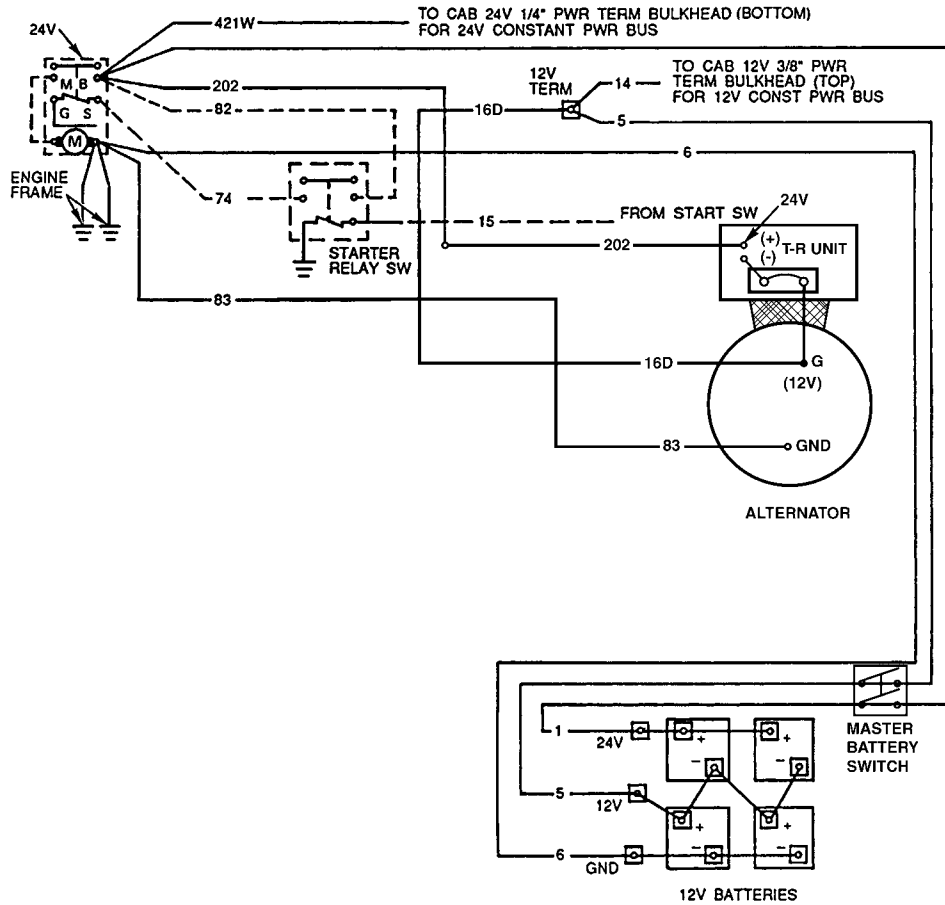 421W
TO CAB 24V 1/4" PWR TERM BULKHEAD (BOTTOM)
FOR 24V CONSTANT PWR BUS
24V
M B
G S
M
202
82
12V
TERM
14
TO CAB 12V 3/8" PWR
TERM BULKHEAD (TOP)
FOR 12V CONST PWR BUS
16D
5
6
ENGINE
FRAME
74
15
FROM START SW
24V
202
(+)
(-)
T-R UNIT
STARTER
RELAY SW
83
16D
G
(12V)
83
GND
ALTERNATOR
MASTER
BATTERY
SWITCH
1
24V
+
+
-
-
5
12V
+
+
-
-
6
GND
12V BATTERIES